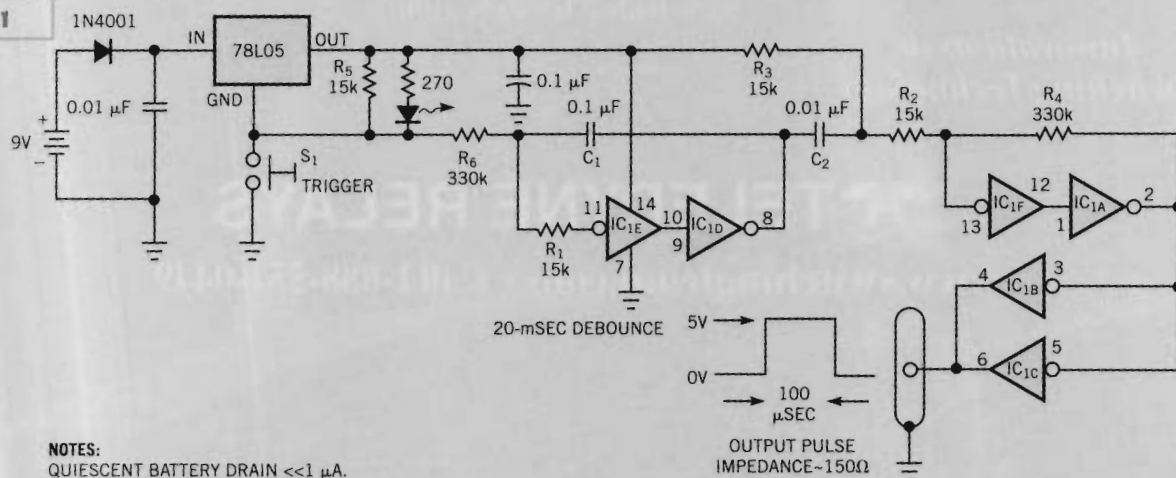 1N4001
IN
78L05
OUT
GND
0.01 µF
9V
+
−
R5
15k
270
S1
TRIGGER
R6
330k
0.1 µF
0.1 µF
C1
0.01 µF
C2
R3
15k
R2
15k
R4
330k
R1
15k
11
IC1E
14
7
10
9
IC1D
8
13
IC1F
12
1
IC1A
2
4
IC1B
3
6
IC1C
5
20-mSEC DEBOUNCE
5V
0V
100
µSEC
OUTPUT PULSE
IMPEDANCE~150Ω
NOTES:
QUIESCENT BATTERY DRAIN <<1 µA.